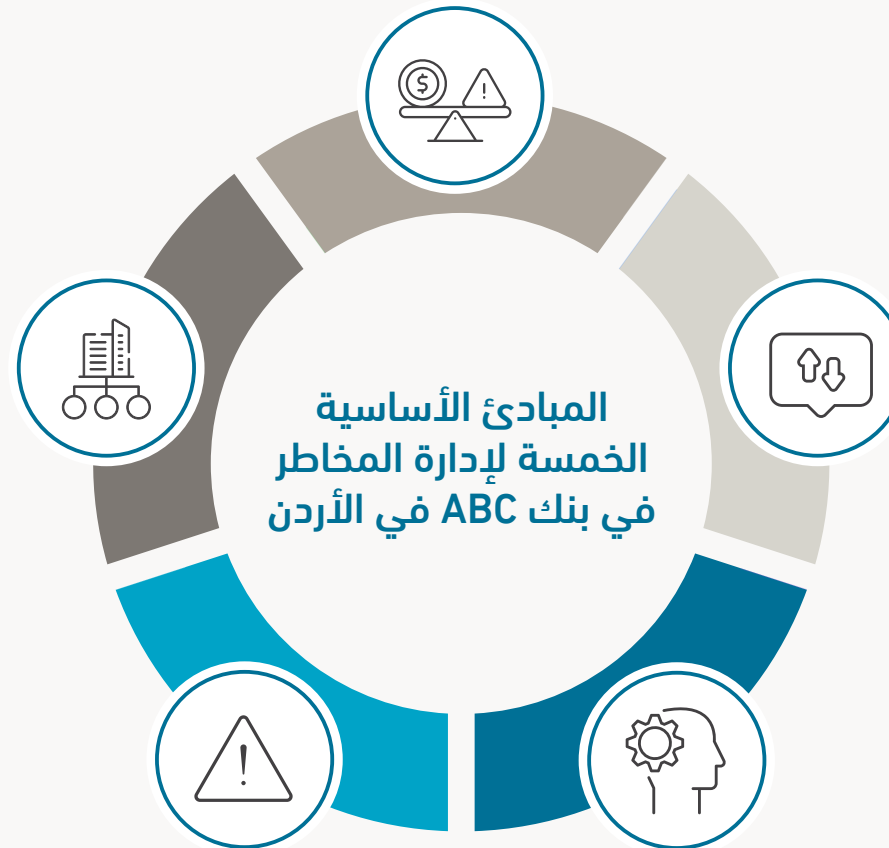 المبادئ الأساسية
الخمسة لإدارة المخاطر
في بنك ABC في الأردن